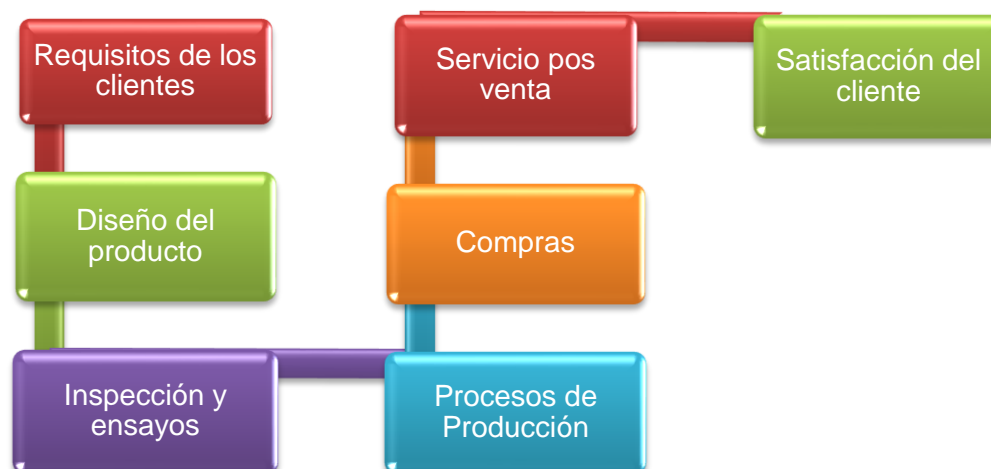 Requisitos de los
clientes
Diseño del
producto
Inspección y
ensayos
Procesos de
Producción
Compras
Servicio pos
venta
Satisfacción del
cliente